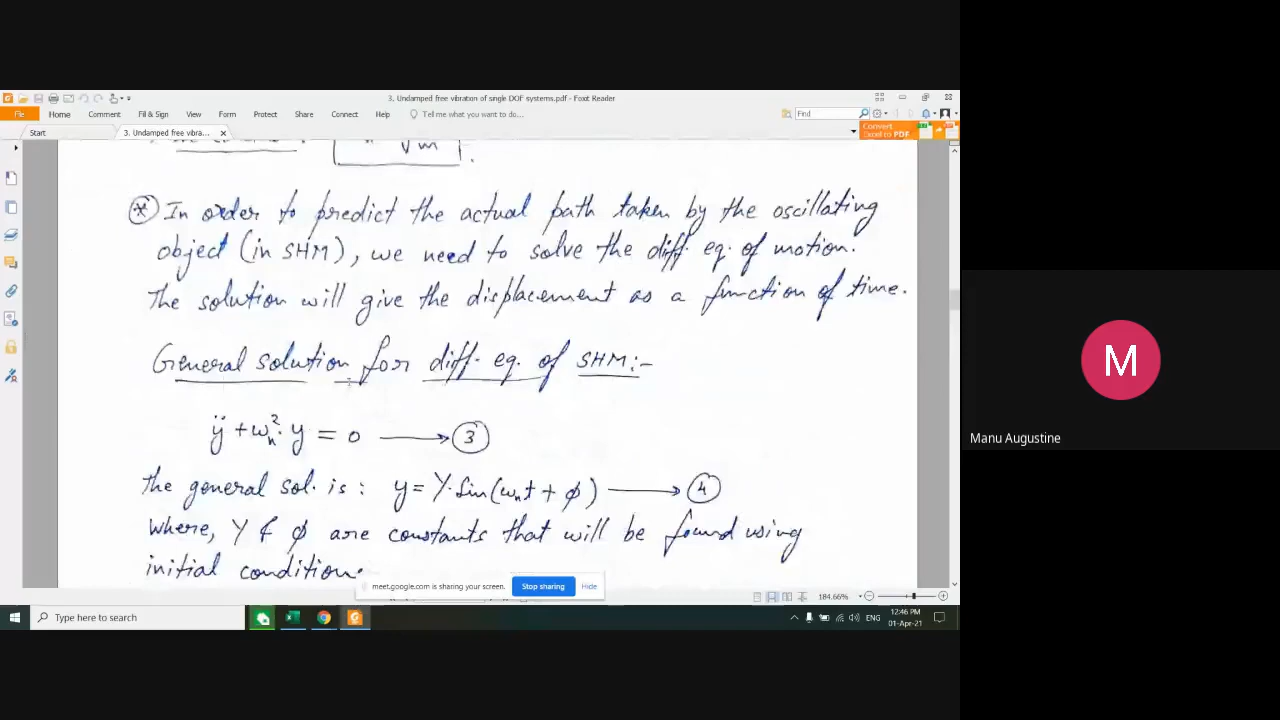 3. Undamped free vibration of single DOF systems.pdf - Foxit Reader
File Home Comment Fill & Sign View Form Protect Share Connect Help Tell me what you want to do... Find
Start 3. Undamped free vibra... Convert Excel to PDF
√m
(*) In order to predict the actual path taken by the oscillating
object (in SHM), we need to solve the diff. eq. of motion.
The solution will give the displacement as a function of time.
General solution for diff. eq. of SHM:-
ÿ + ωₙ². y = 0 ⟶ ③
the general sol. is : y = Y. Sin(ωₙt + ϕ) ⟶ ④
where, Y & ϕ are constants that will be found using
initial condition
meet.google.com is sharing your screen. Stop sharing Hide
184.66%
Type here to search
ENG
12:46 PM
01-Apr-21
M
Manu Augustine